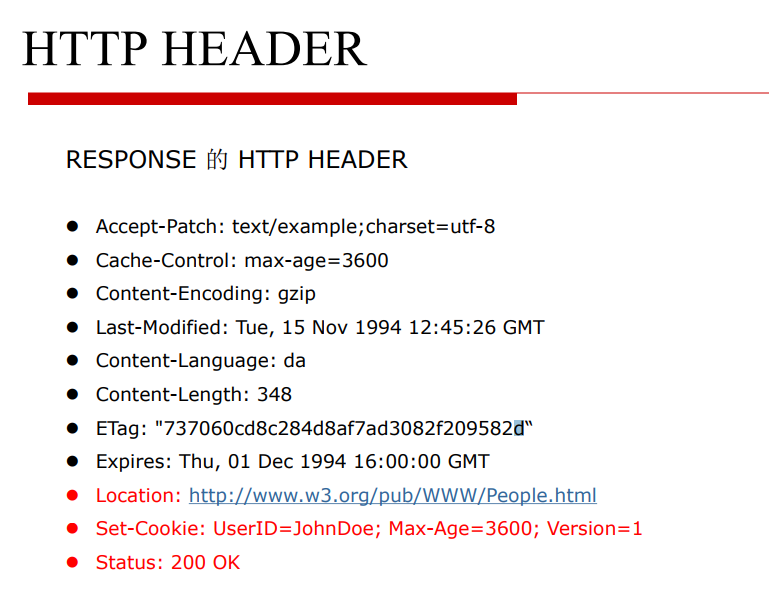 HTTP HEADER
RESPONSE 的 HTTP HEADER
● Accept-Patch: text/example;charset=utf-8
● Cache-Control: max-age=3600
● Content-Encoding: gzip
● Last-Modified: Tue, 15 Nov 1994 12:45:26 GMT
● Content-Language: da
● Content-Length: 348
● ETag: "737060cd8c284d8af7ad3082f209582d“
● Expires: Thu, 01 Dec 1994 16:00:00 GMT
● Location: http://www.w3.org/pub/WWW/People.html
● Set-Cookie: UserID=JohnDoe; Max-Age=3600; Version=1
● Status: 200 OK